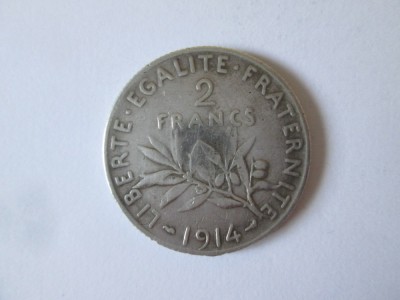 LIBERTE · EGALITE · FRATERNITE
2
FRANCS
~1914~